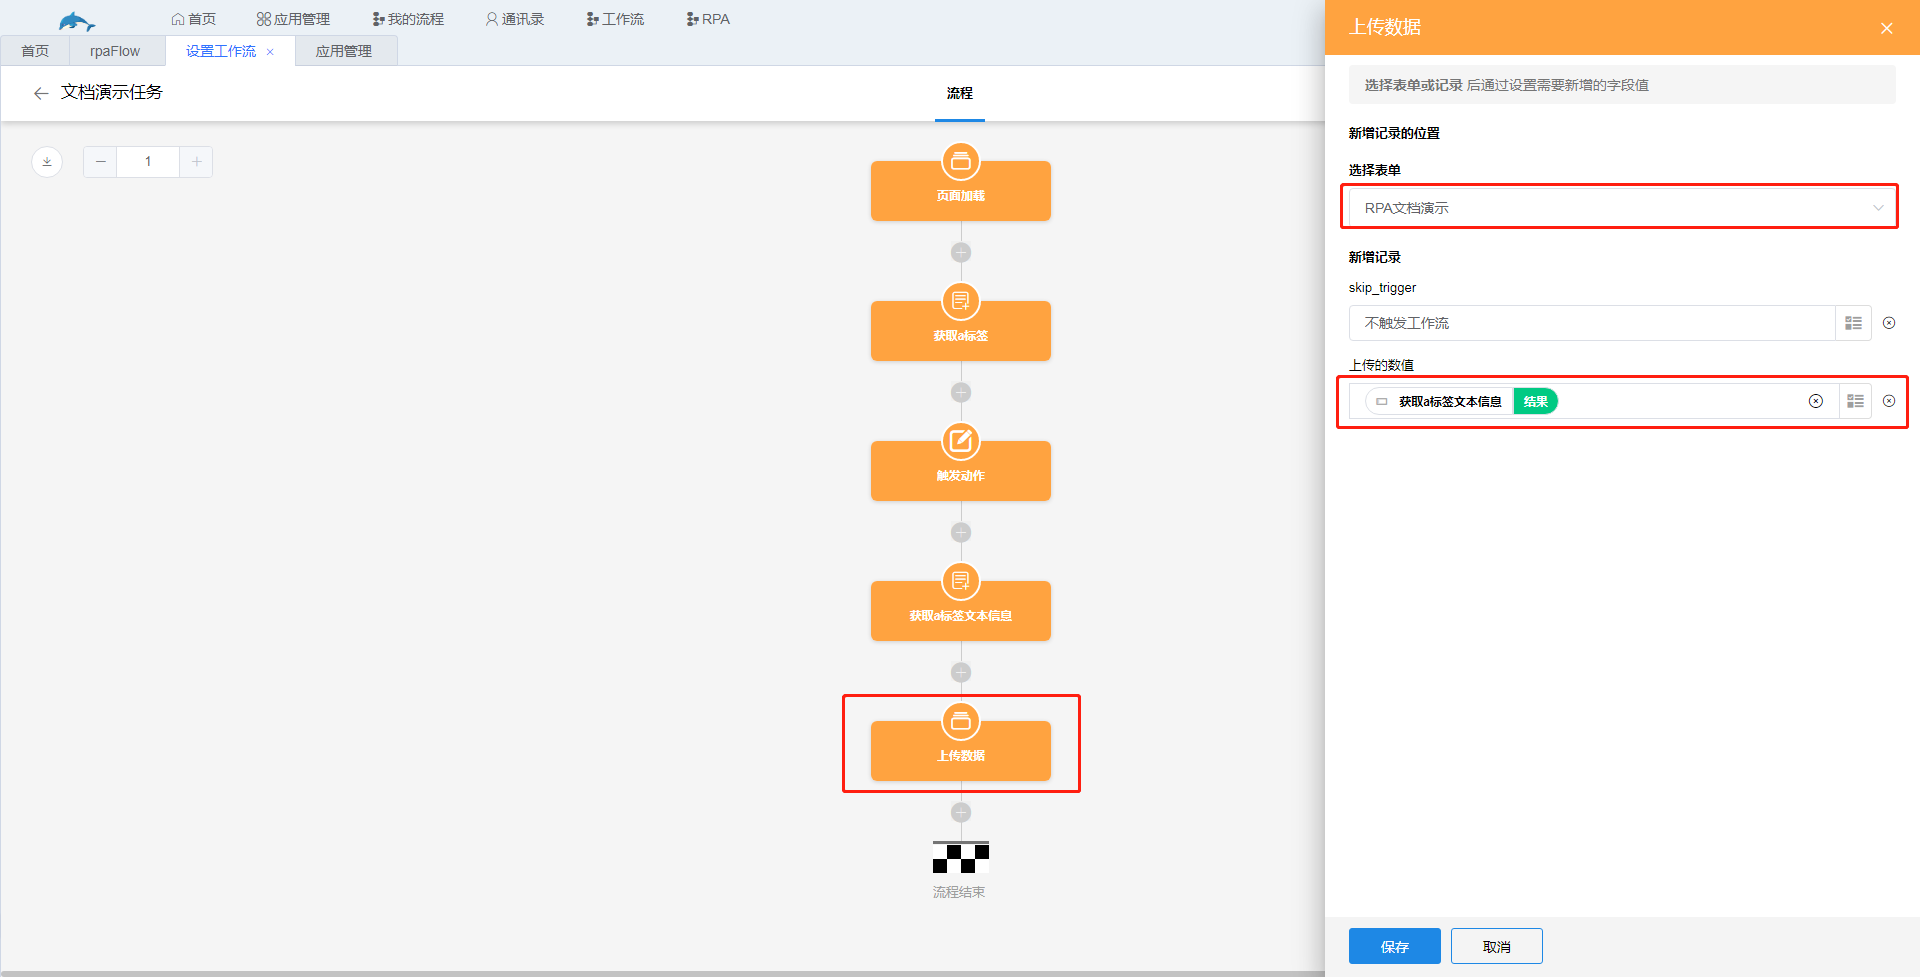 首页
应用管理
我的流程
通讯录
工作流
RPA
首页
rpaFlow
设置工作流
应用管理
文档演示任务
流程
1
页面加载
获取a标签
触发动作
获取a标签文本信息
上传数据
流程结束
上传数据
选择表单或记录 后通过设置需要新增的字段值
新增记录的位置
选择表单
RPA文档演示
新增记录
skip_trigger
不触发工作流
上传的数值
获取a标签文本信息 结果
保存
取消